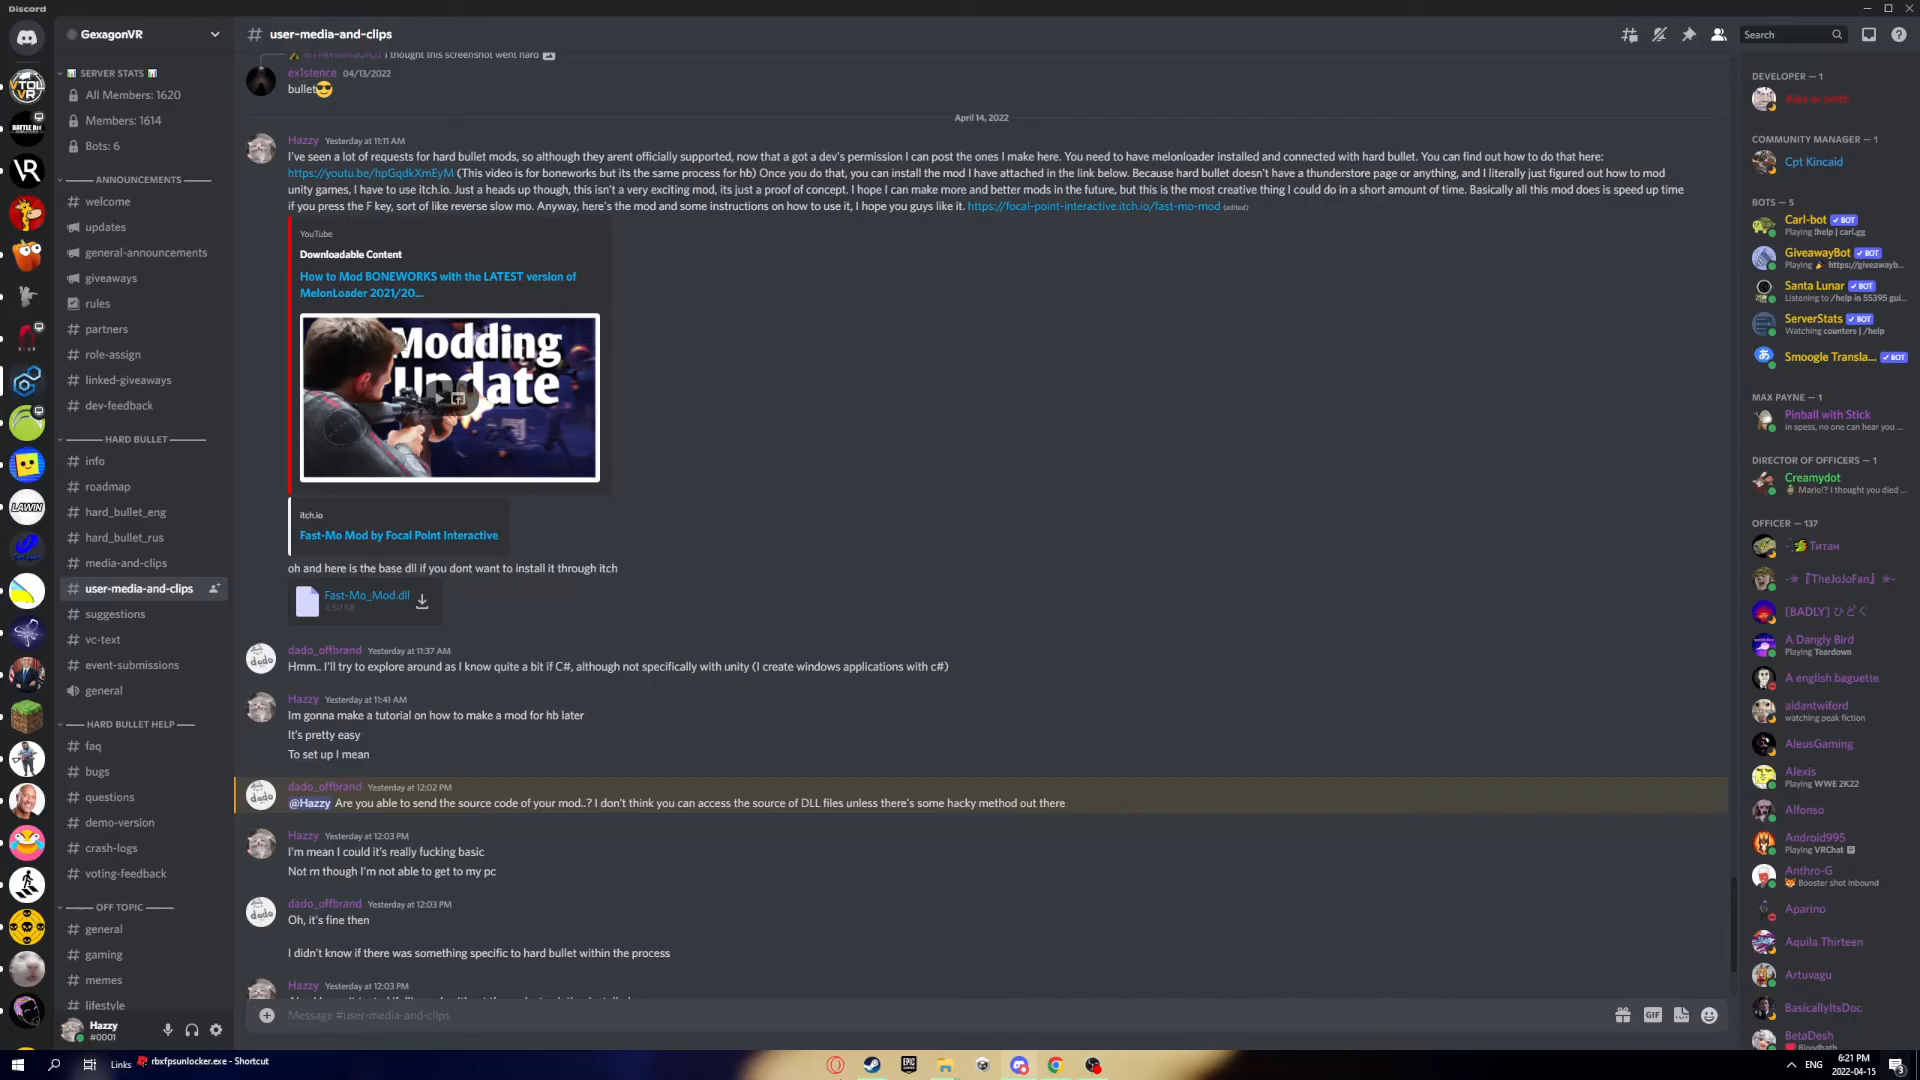 Discord
GexagonVR
SERVER STATS
All Members: 1620
Members: 1614
Bots: 6
ANNOUNCEMENTS
welcome
updates
general-announcements
giveaways
rules
partners
role-assign
linked-giveaways
dev-feedback
HARD BULLET
info
roadmap
hard_bullet_eng
hard_bullet_rus
media-and-clips
user-media-and-clips
suggestions
vc-text
event-submissions
general
HARD BULLET HELP
faq
bugs
questions
demo-version
crash-logs
voting-feedback
OFF TOPIC
general
gaming
memes
lifestyle
Hazzy
#0001
VTOL VR
BATTLE BIT
VR
LAWIN
# user-media-and-clips
Search
I thought this screenshot went hard
ex1stence 04/13/2022
bullet😎
April 14, 2022
Hazzy Yesterday at 11:11 AM
I've seen a lot of requests for hard bullet mods, so although they arent officially supported, now that a got a dev's permission I can post the ones I make here. You need to have melonloader installed and connected with hard bullet. You can find out how to do that here:
https://youtu.be/hpGqdkXmEyM (This video is for boneworks but its the same process for hb) Once you do that, you can install the mod I have attached in the link below. Because hard bullet doesn't have a thunderstore page or anything, and I literally just figured out how to mod
unity games, I have to use itch.io. Just a heads up though, this isn't a very exciting mod, its just a proof of concept. I hope I can make more and better mods in the future, but this is the most creative thing I could do in a short amount of time. Basically all this mod does is speed up time
if you press the F key, sort of like reverse slow mo. Anyway, here's the mod and some instructions on how to use it, I hope you guys like it. https://focal-point-interactive.itch.io/fast-mo-mod (edited)
YouTube
Downloadable Content
How to Mod BONEWORKS with the LATEST version of
MelonLoader 2021/20...
Modding
Update
itch.io
Fast-Mo Mod by Focal Point Interactive
oh and here is the base dll if you dont want to install it through itch
Fast-Mo_Mod.dll
4.50 KB
dado_offbrand Yesterday at 11:37 AM
Hmm.. I'll try to explore around as I know quite a bit if C#, although not specifically with unity (I create windows applications with c#)
Hazzy Yesterday at 11:41 AM
Im gonna make a tutorial on how to make a mod for hb later
It's pretty easy
To set up I mean
dado_offbrand Yesterday at 12:02 PM
@Hazzy Are you able to send the source code of your mod..? I don't think you can access the source of DLL files unless there's some hacky method out there
Hazzy Yesterday at 12:03 PM
I'm mean I could it's really fucking basic
Not rn though I'm not able to get to my pc
dado_offbrand Yesterday at 12:03 PM
Oh, it's fine then
I didn't know if there was something specific to hard bullet within the process
Hazzy Yesterday at 12:03 PM
Message #user-media-and-clips
GIF
DEVELOPER — 1
COMMUNITY MANAGER — 1
Cpt Kincaid
BOTS — 5
Carl-bot ✓ BOT
Playing !help | carl.gg
GiveawayBot ✓ BOT
Playing 🎉 https://giveawayb...
Santa Lunar ✓ BOT
Listening to /help in 55395 gui...
ServerStats ✓ BOT
Watching counters | /help
Smoogle Transla... ✓ BOT
MAX PAYNE — 1
Pinball with Stick
in spess, no one can hear you ...
DIRECTOR OF OFFICERS — 1
Creamydot
Mario!? I thought you died ...
OFFICER — 137
Титан
『TheJoJoFan』
[BADLY] ひどく
A Dangly Bird
Playing Teardown
A english baguette
aidantwiford
watching peak fiction
AleusGaming
Alexis
Playing WWE 2K22
Alfonso
Android995
Playing VRChat
Anthro-G
Booster shot inbound
Aparino
Aquila Thirteen
Artuvagu
BasicallyItsDoc
BetaDesh
Bloodbath
Links
rbxfpsunlocker.exe - Shortcut
ENG
6:21 PM
2022-04-15
3